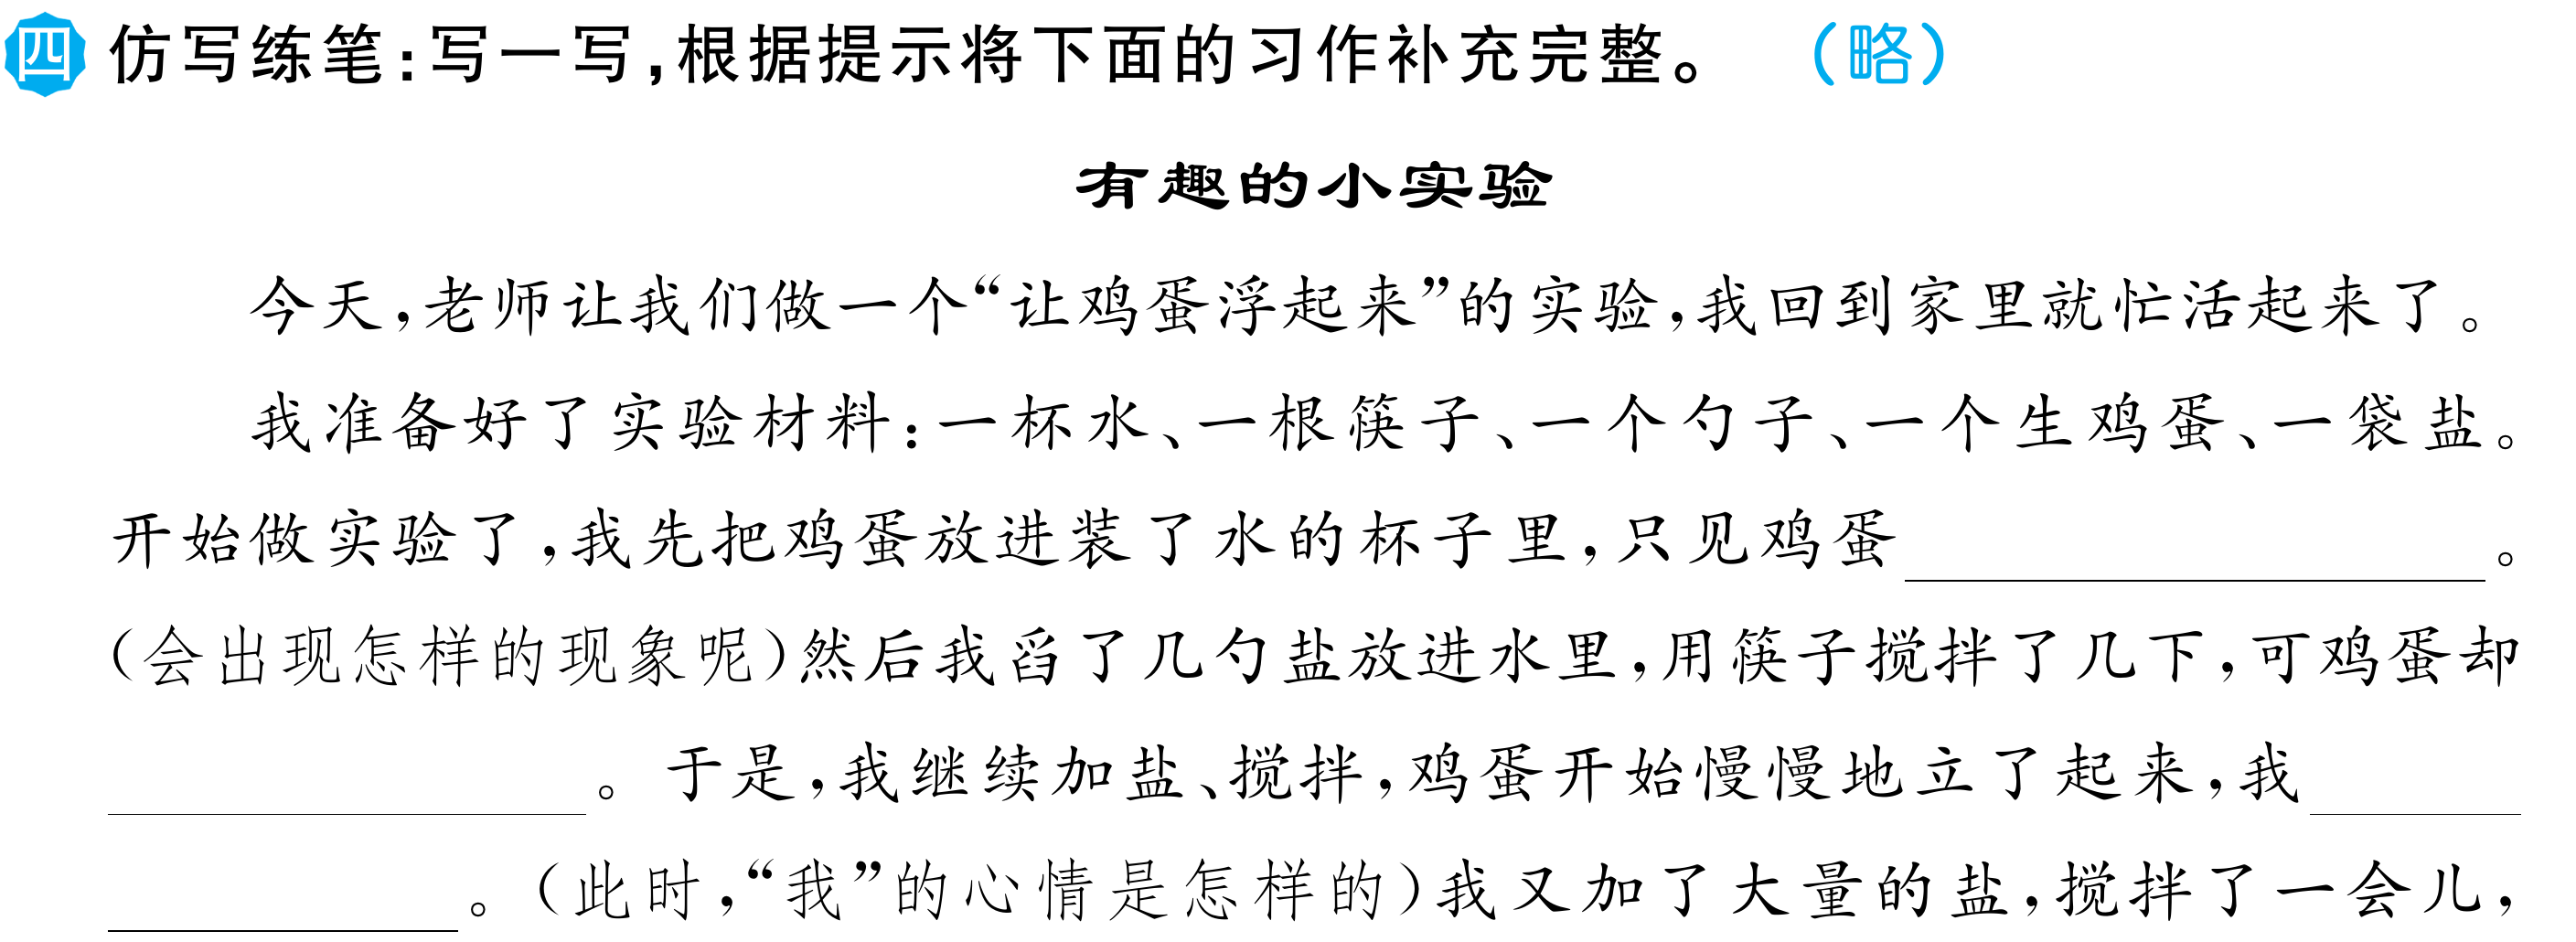 四 仿写练笔:写一写,根据提示将下面的习作补充完整。 (略)
有趣的小实验
今天,老师让我们做一个“让鸡蛋浮起来”的实验,我回到家里就忙活起来了。
我准备好了实验材料:一杯水、一根筷子、一个勺子、一个生鸡蛋、一袋盐。
开始做实验了,我先把鸡蛋放进装了水的杯子里,只见鸡蛋____________。
(会出现怎样的现象呢)然后我舀了几勺盐放进水里,用筷子搅拌了几下,可鸡蛋却
____________。于是,我继续加盐、搅拌,鸡蛋开始慢慢地立了起来,我______
________。(此时,“我”的心情是怎样的)我又加了大量的盐,搅拌了一会儿,